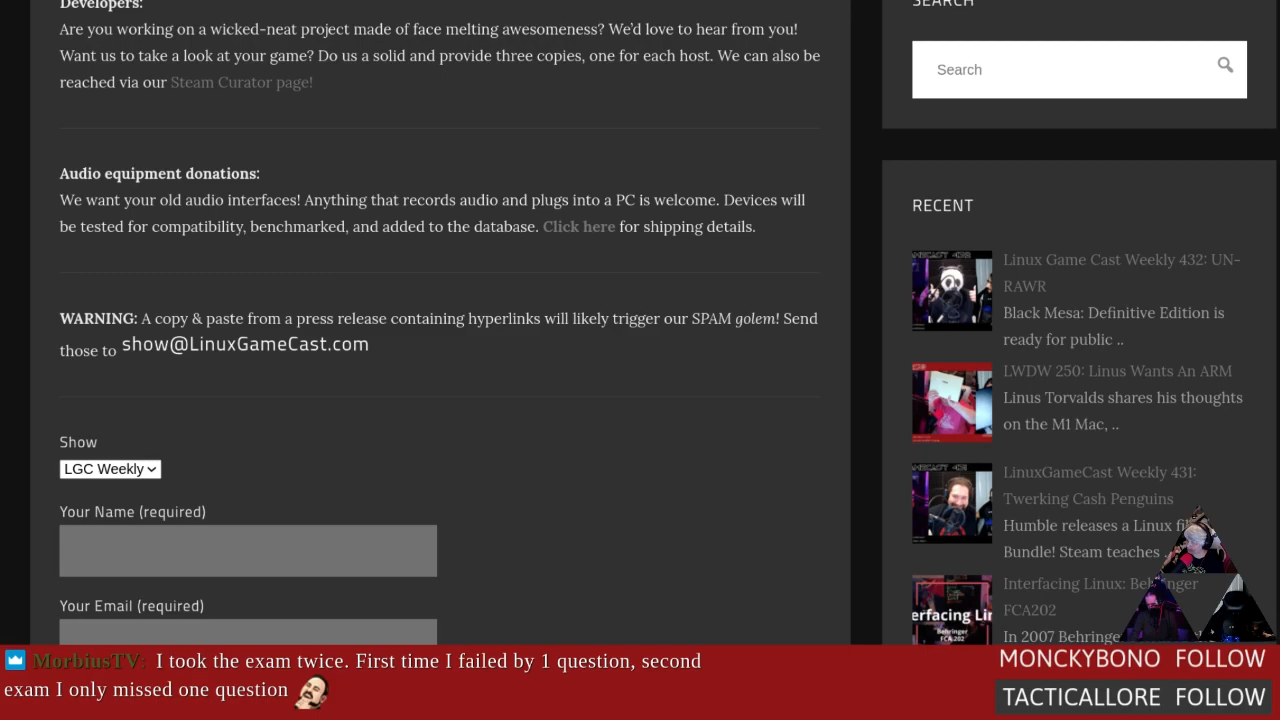 Developers:
Are you working on a wicked-neat project made of face melting awesomeness? We'd love to hear from you!
Want us to take a look at your game? Do us a solid and provide three copies, one for each host. We can also be
reached via our Steam Curator page!
Audio equipment donations:
We want your old audio interfaces! Anything that records audio and plugs into a PC is welcome. Devices will
be tested for compatibility, benchmarked, and added to the database. Click here for shipping details.
WARNING: A copy & paste from a press release containing hyperlinks will likely trigger our SPAM golem! Send
those to show@LinuxGameCast.com
Show
LGC Weekly
Your Name (required)
Your Email (required)
SEARCH
Search
RECENT
Linux Game Cast Weekly 432: UN-
RAWR
Black Mesa: Definitive Edition is
ready for public ..
LWDW 250: Linus Wants An ARM
Linus Torvalds shares his thoughts
on the M1 Mac, ..
LinuxGameCast Weekly 431:
Twerking Cash Penguins
Humble releases a Linux
Bundle! Steam teaches
Interfacing Linux: Behringer
FCA202
In 2007 Behringer
erfacing Lin
Behringer
FCA 202
MorbiusTV: I took the exam twice. First time I failed by 1 question, second
exam I only missed one question
MONCKYBONO FOLLOW
TACTICALLORE FOLLOW